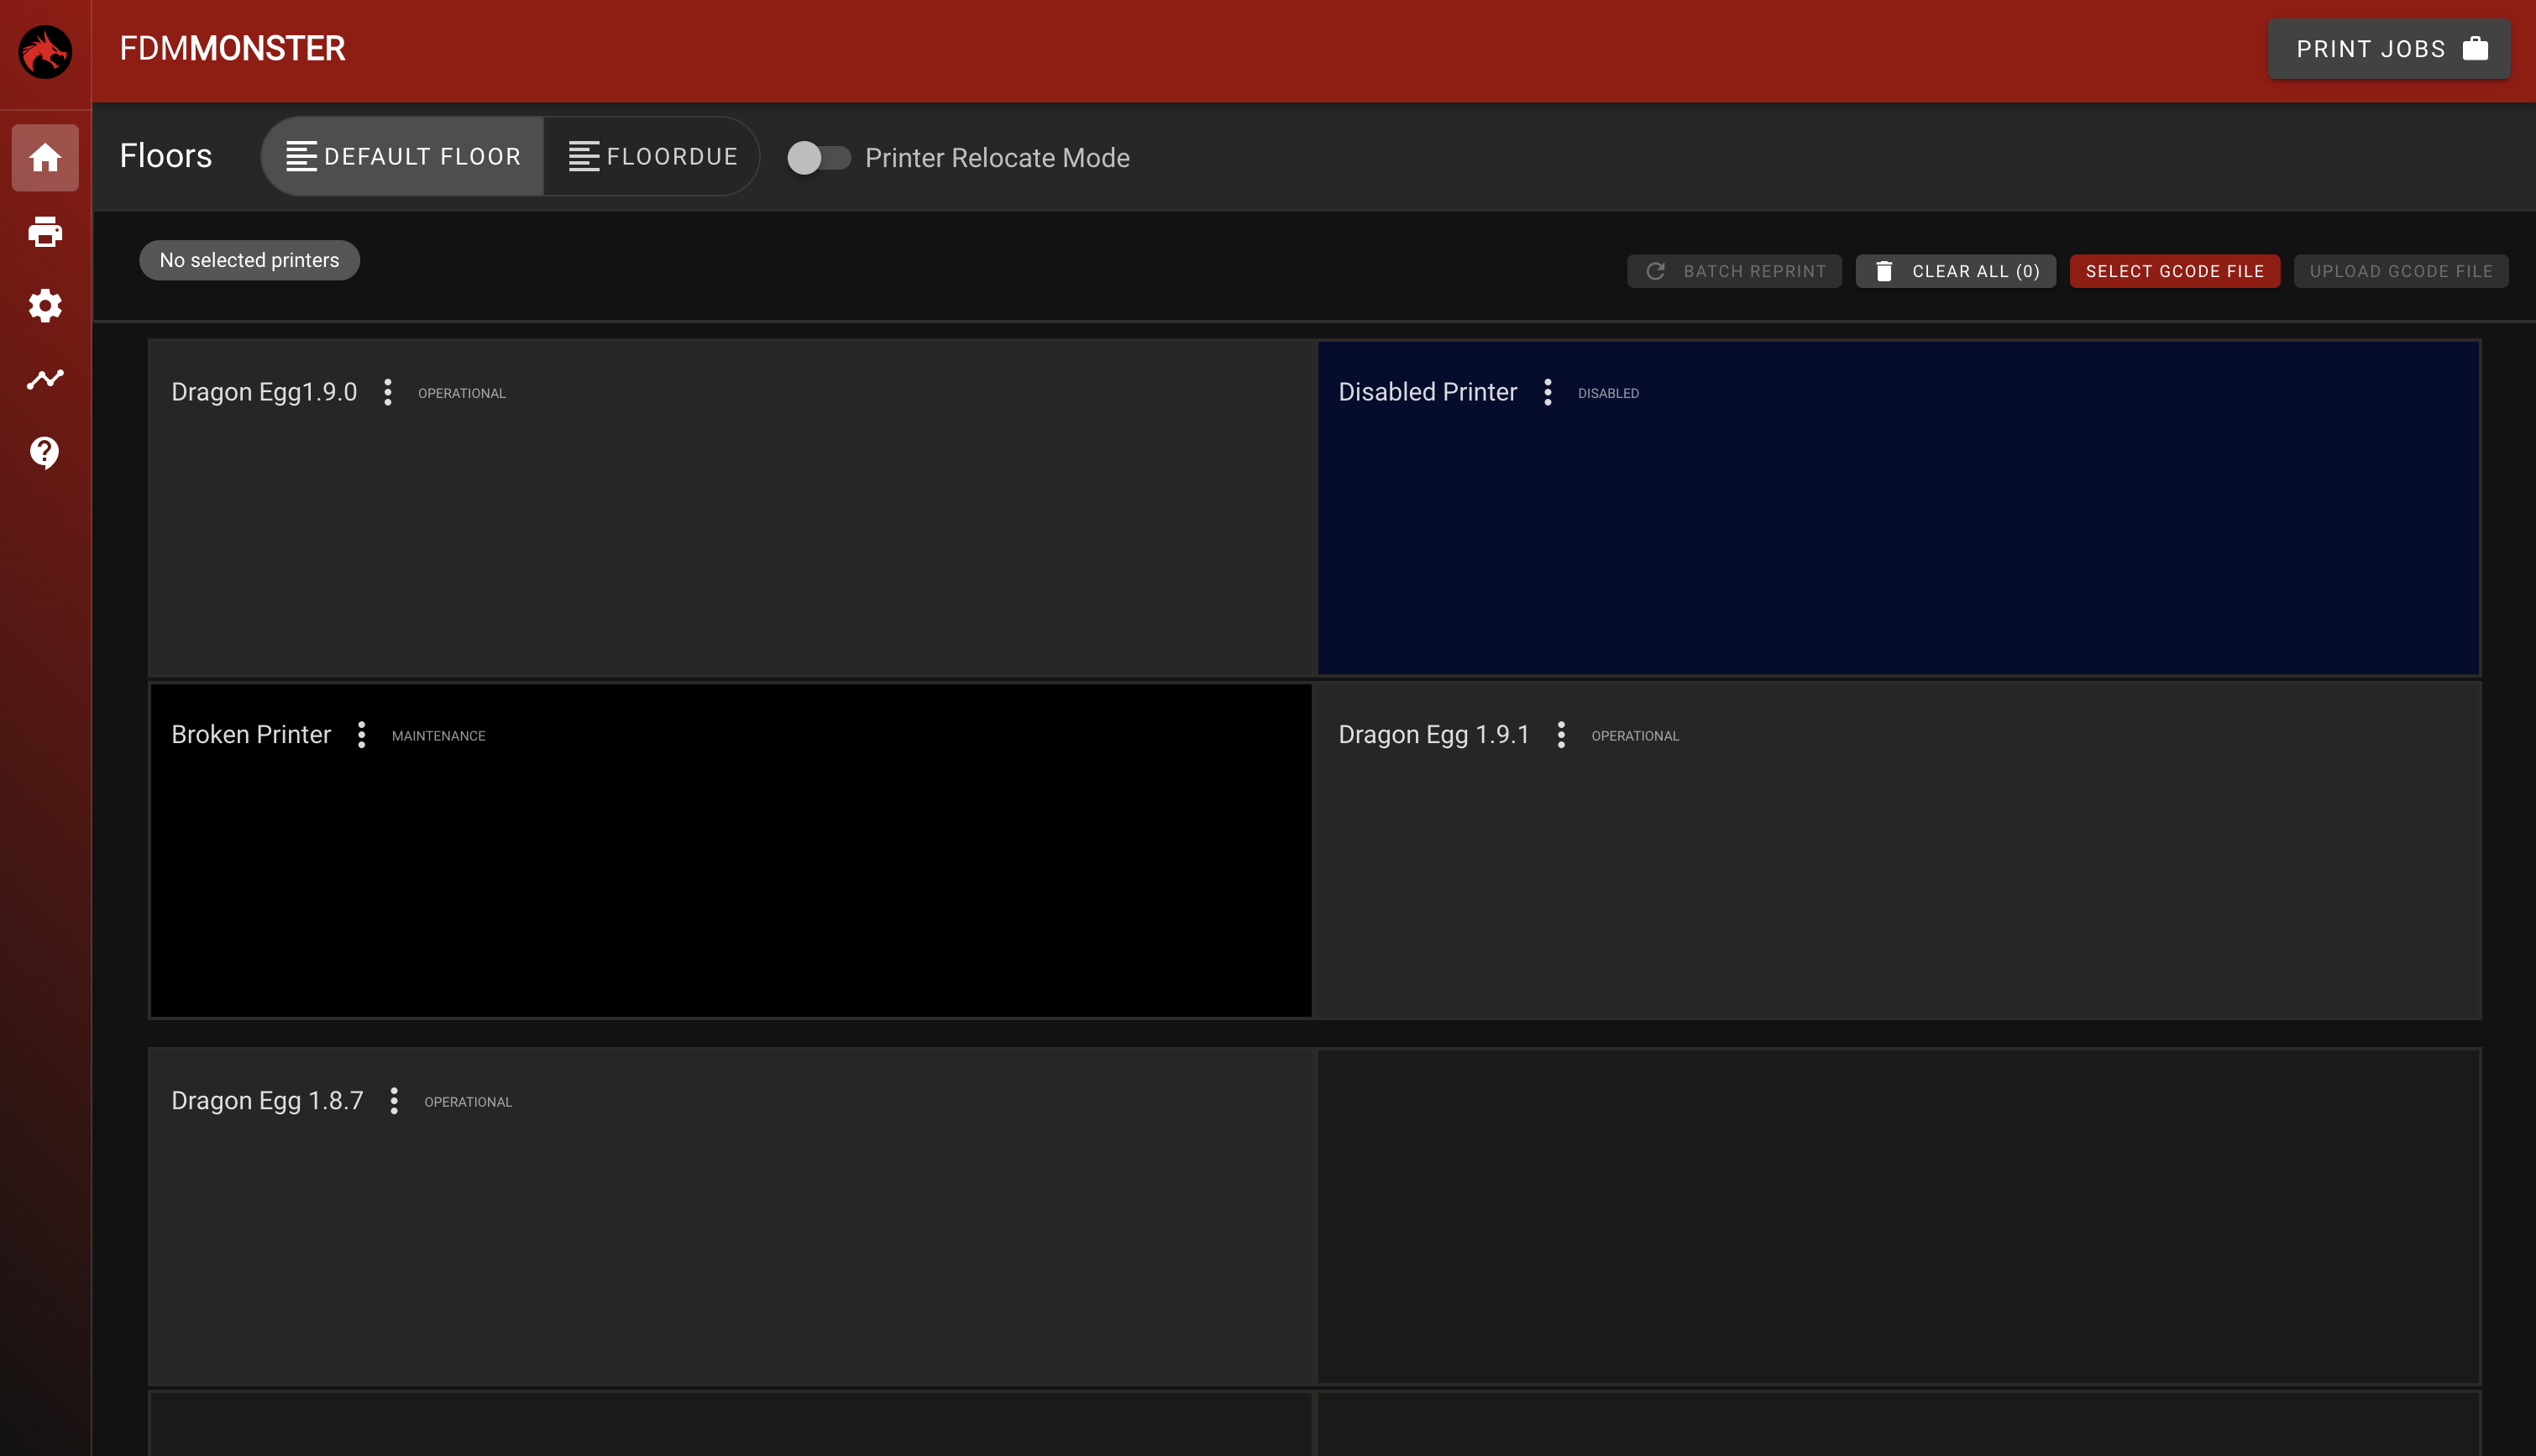 FDMMONSTER
PRINT JOBS
Floors
DEFAULT FLOOR
FLOORDUE
Printer Relocate Mode
No selected printers
BATCH REPRINT
CLEAR ALL (0)
SELECT GCODE FILE
UPLOAD GCODE FILE
Dragon Egg1.9.0
OPERATIONAL
Disabled Printer
DISABLED
Broken Printer
MAINTENANCE
Dragon Egg 1.9.1
OPERATIONAL
Dragon Egg 1.8.7
OPERATIONAL